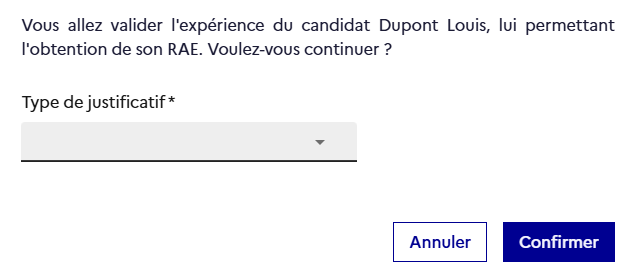 Vous allez valider l'expérience du candidat Dupont Louis, lui permettant
l'obtention de son RAE. Voulez-vous continuer ?
Type de justificatif *
Annuler
Confirmer